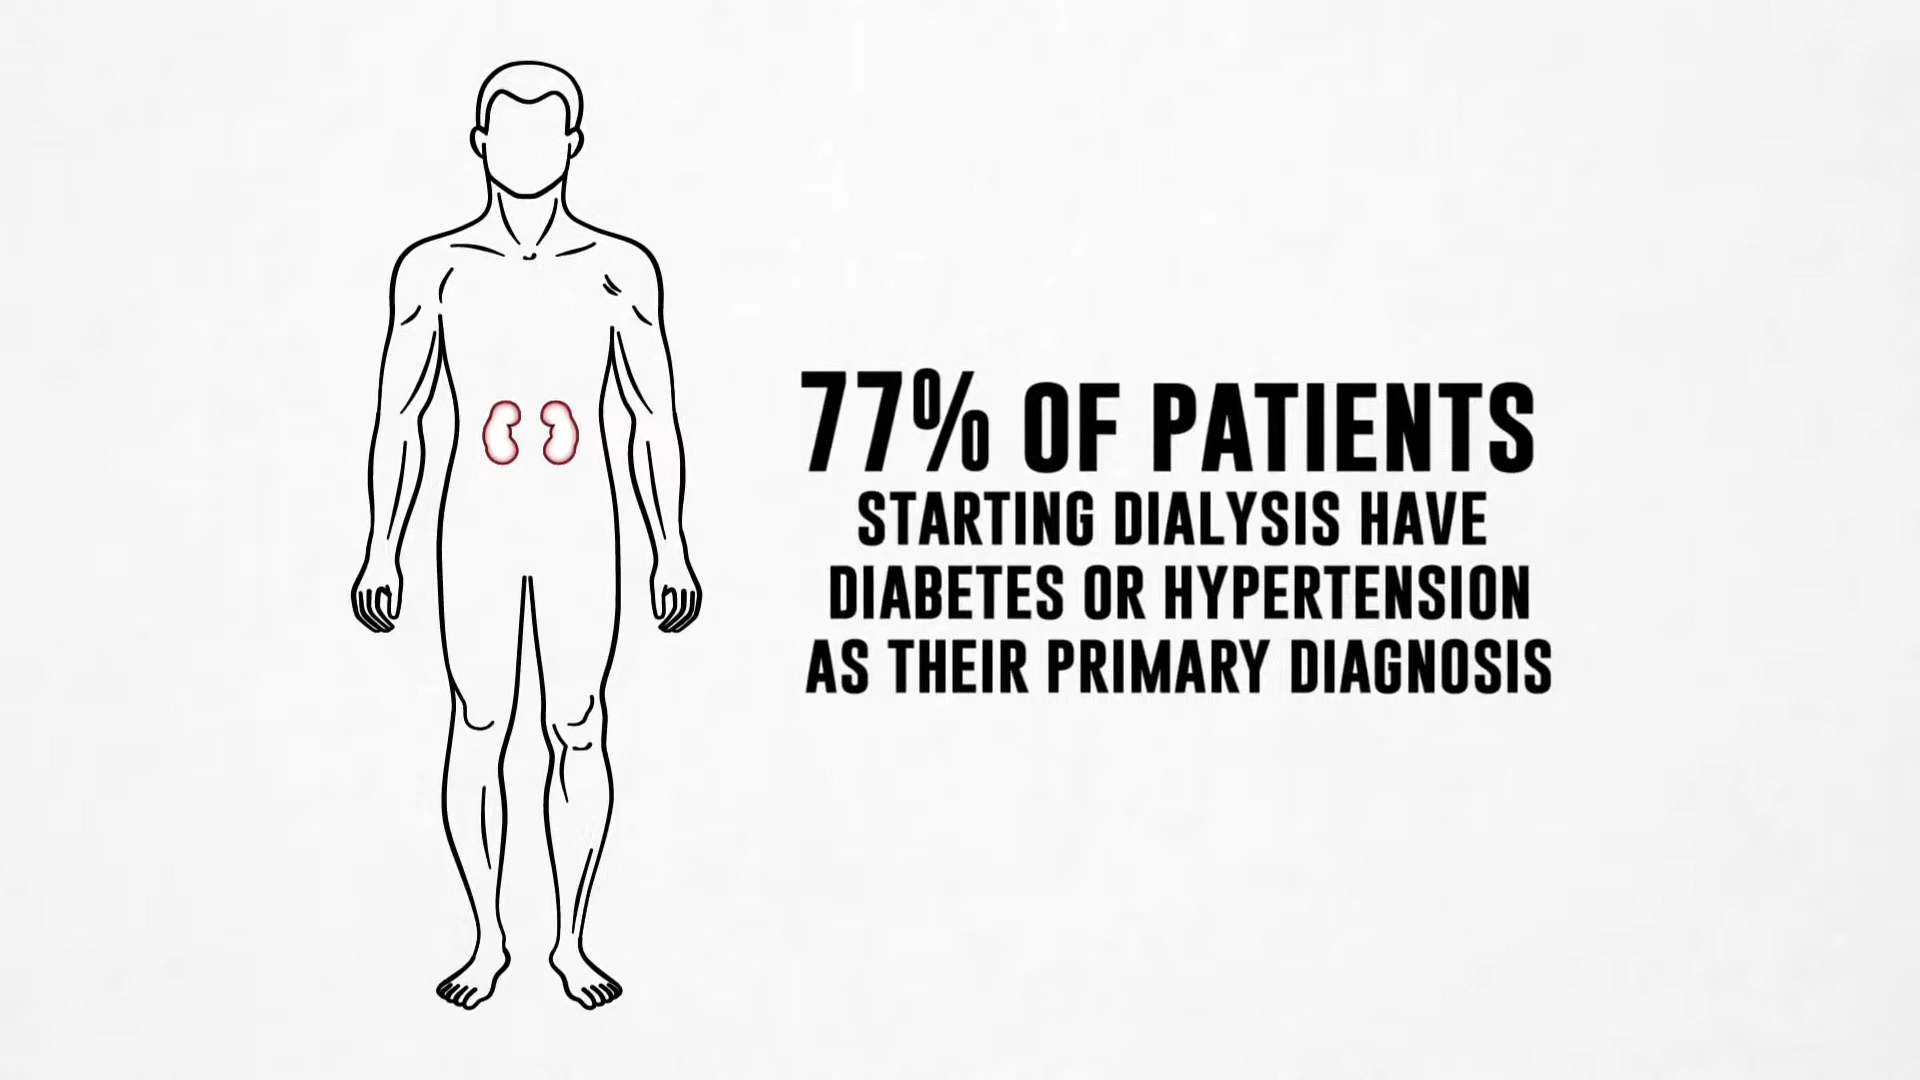 77% OF PATIENTS
STARTING DIALYSIS HAVE
DIABETES OR HYPERTENSION
AS THEIR PRIMARY DIAGNOSIS